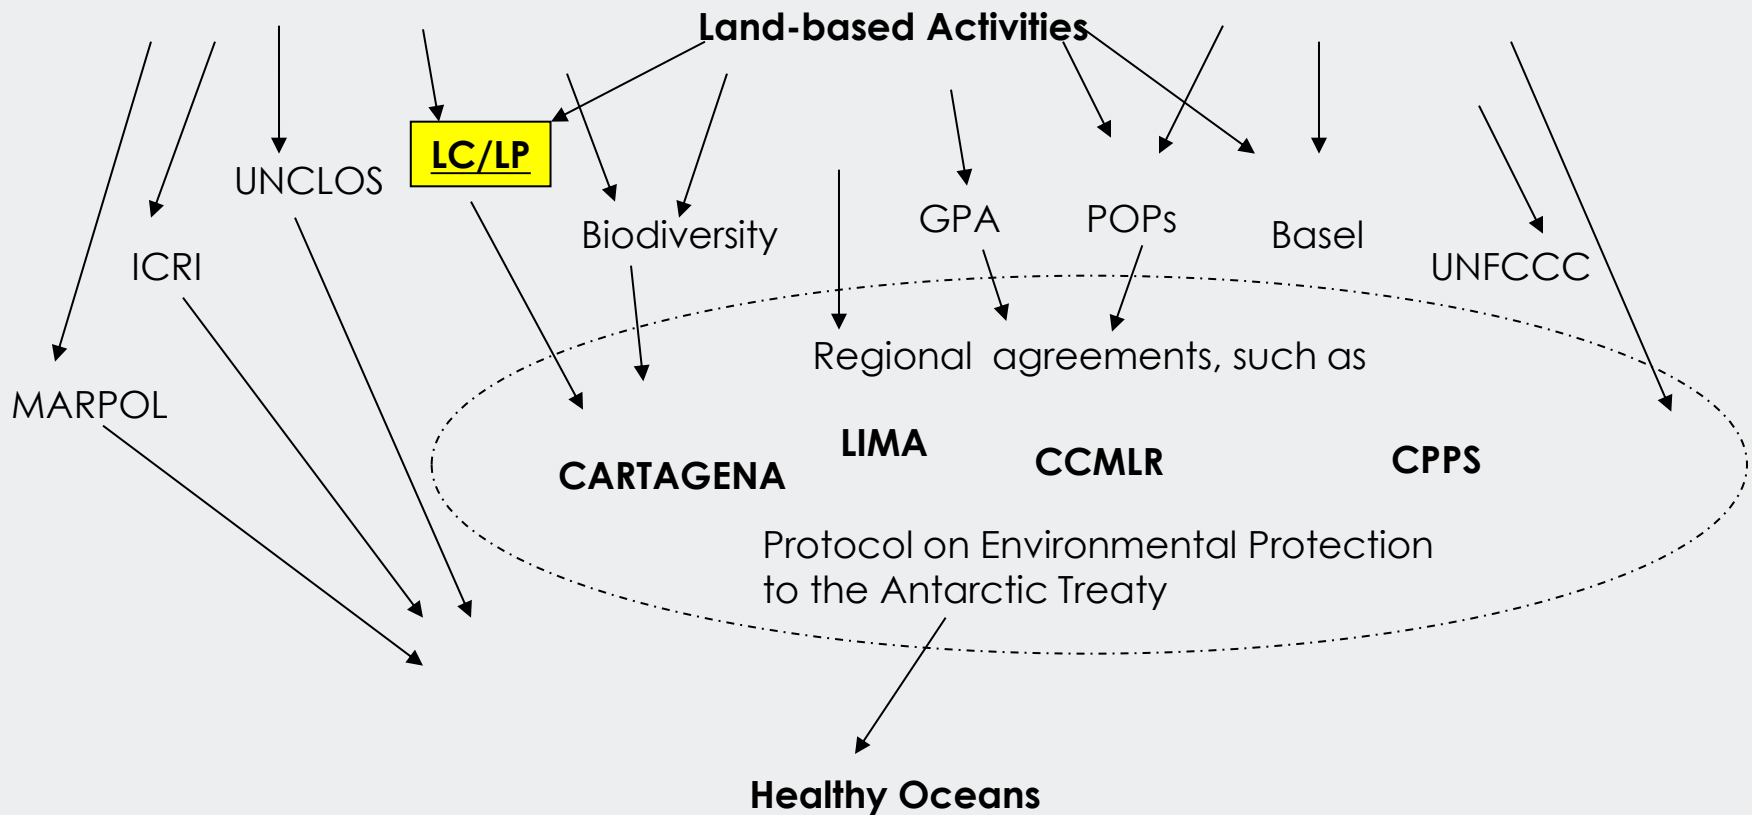 Land-based Activities
LC/LP
UNCLOS
Biodiversity
GPA
POPs
Basel
ICRI
UNFCCC
MARPOL
Regional  agreements, such as
CARTAGENA
LIMA
CCMLR
CPPS
Protocol on Environmental Protection
to the Antarctic Treaty
Healthy Oceans